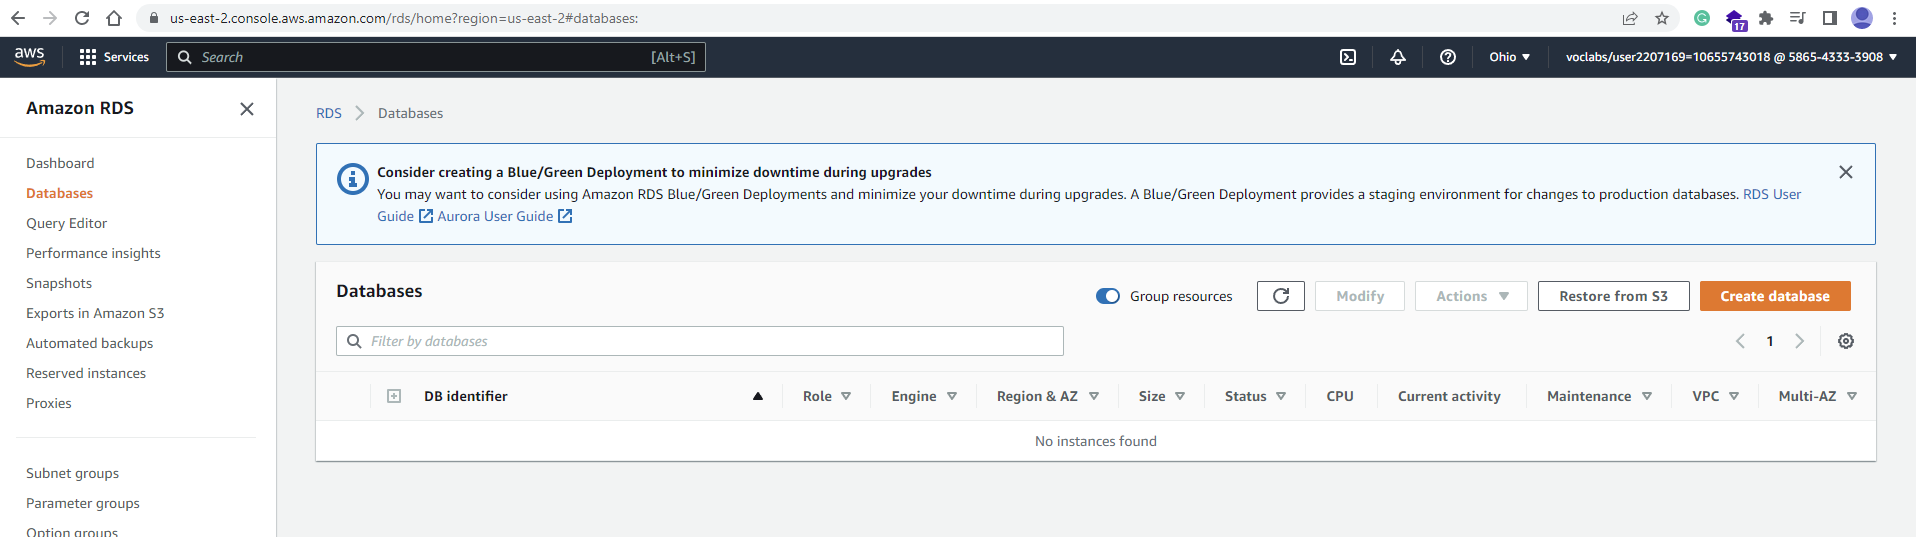 us-east-2.console.aws.amazon.com/rds/home?region=us-east-2#databases:
17
aws
Services
Search
[Alt+S]
Ohio
voclabs/user2207169=10655743018 @ 5865-4333-3908
Amazon RDS
Dashboard
Databases
Query Editor
Performance insights
Snapshots
Exports in Amazon S3
Automated backups
Reserved instances
Proxies
Subnet groups
Parameter groups
Option groups
RDS
Databases
Consider creating a Blue/Green Deployment to minimize downtime during upgrades
You may want to consider using Amazon RDS Blue/Green Deployments and minimize your downtime during upgrades. A Blue/Green Deployment provides a staging environment for changes to production databases. RDS User
Guide Aurora User Guide
Databases
Group resources
Modify
Actions
Restore from S3
Create database
Filter by databases
1
DB identifier
Role
Engine
Region & AZ
Size
Status
CPU
Current activity
Maintenance
VPC
Multi-AZ
No instances found